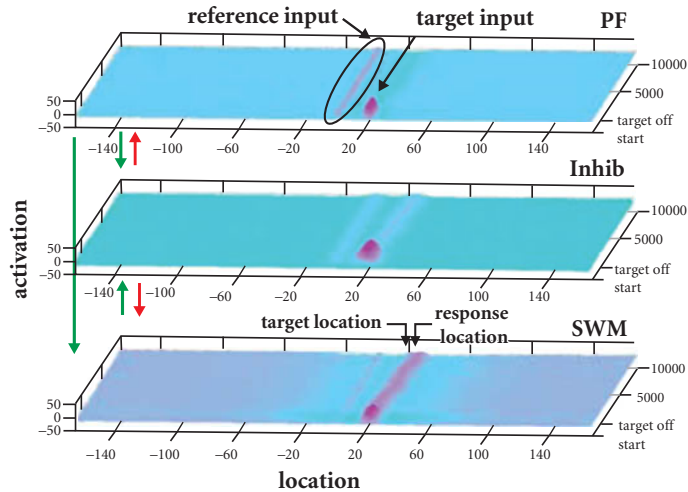 reference input
target input
PF
50
0
−50
10000
5000
target off
start
−140
−100
−60
−20
20
60
100
140
Inhib
activation
50
0
−50
10000
5000
target off
start
−140
−100
−60
−20
20
60
100
140
target location
response
location
SWM
50
0
−50
10000
5000
target off
start
−140
−100
−60
−20
20
60
100
140
location